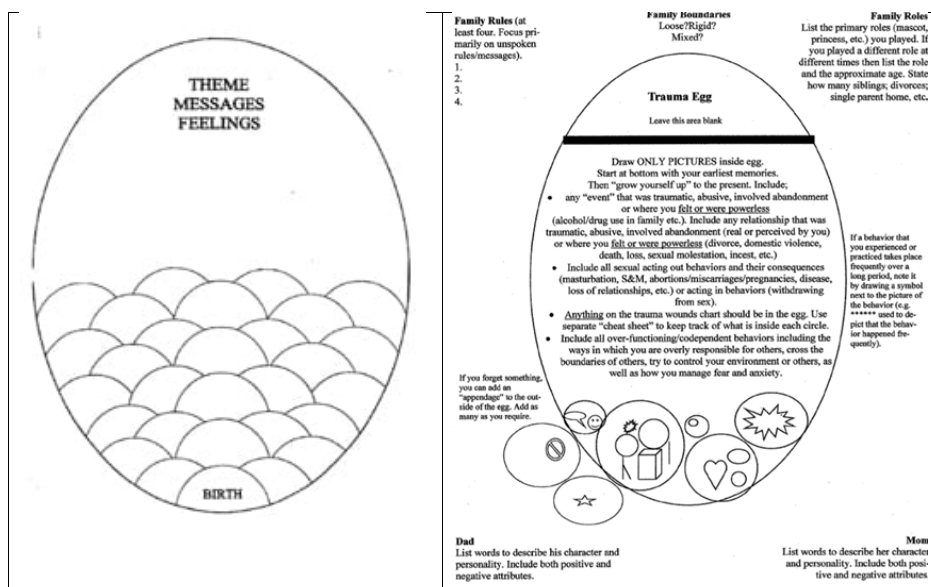 THEME
MESSAGES
FEELINGS
BIRTH
Family Rules (at
least four. Focus pri-
marily on unspoken
rules/messages).
1.
2.
3.
4.
Family Boundaries
Loose?Rigid?
Mixed?
Family Roles
List the primary roles (mascot,
princess, etc.) you played. If
you played a different role at
different times then list the role
and the approximate age. State
how many siblings; divorces;
single parent home, etc.
Trauma Egg
Leave this area blank
Draw ONLY PICTURES inside egg.
Start at bottom with your earliest memories.
Then "grow yourself up" to the present. Include;
• any "event" that was traumatic, abusive, involved abandonment
or where you felt or were powerless
(alcohol/drug use in family etc.). Include any relationship that was
traumatic, abusive, involved abandonment (real or perceived by you)
or where you felt or were powerless (divorce, domestic violence,
death, loss, sexual molestation, incest, etc.)
• Include all sexual acting out behaviors and their consequences
(masturbation, S&M, abortions/miscarriages/pregnancies, disease,
loss of relationships, etc.) or acting in behaviors (withdrawing
from sex).
• Anything on the trauma wounds chart should be in the egg. Use
separate "cheat sheet" to keep track of what is inside each circle.
• Include all over-functioning/codependent behaviors including the
ways in which you are overly responsible for others, cross the
boundaries of others, try to control your environment or others, as
well as how you manage fear and anxiety.
If a behavior that
you experienced or
practiced takes place
frequently over a
long period, note it
by drawing a symbol
next to the picture of
the behavior (e.g.
****** used to de-
pict that the behav-
ior happened fre-
quently).
If you forget something,
you can add an
"appendage" to the out-
side of the egg. Add as
many as you require.
Dad
List words to describe his character and
personality. Include both positive and
negative attributes.
Mom
List words to describe her character
and personality. Include both posi-
tive and negative attributes.